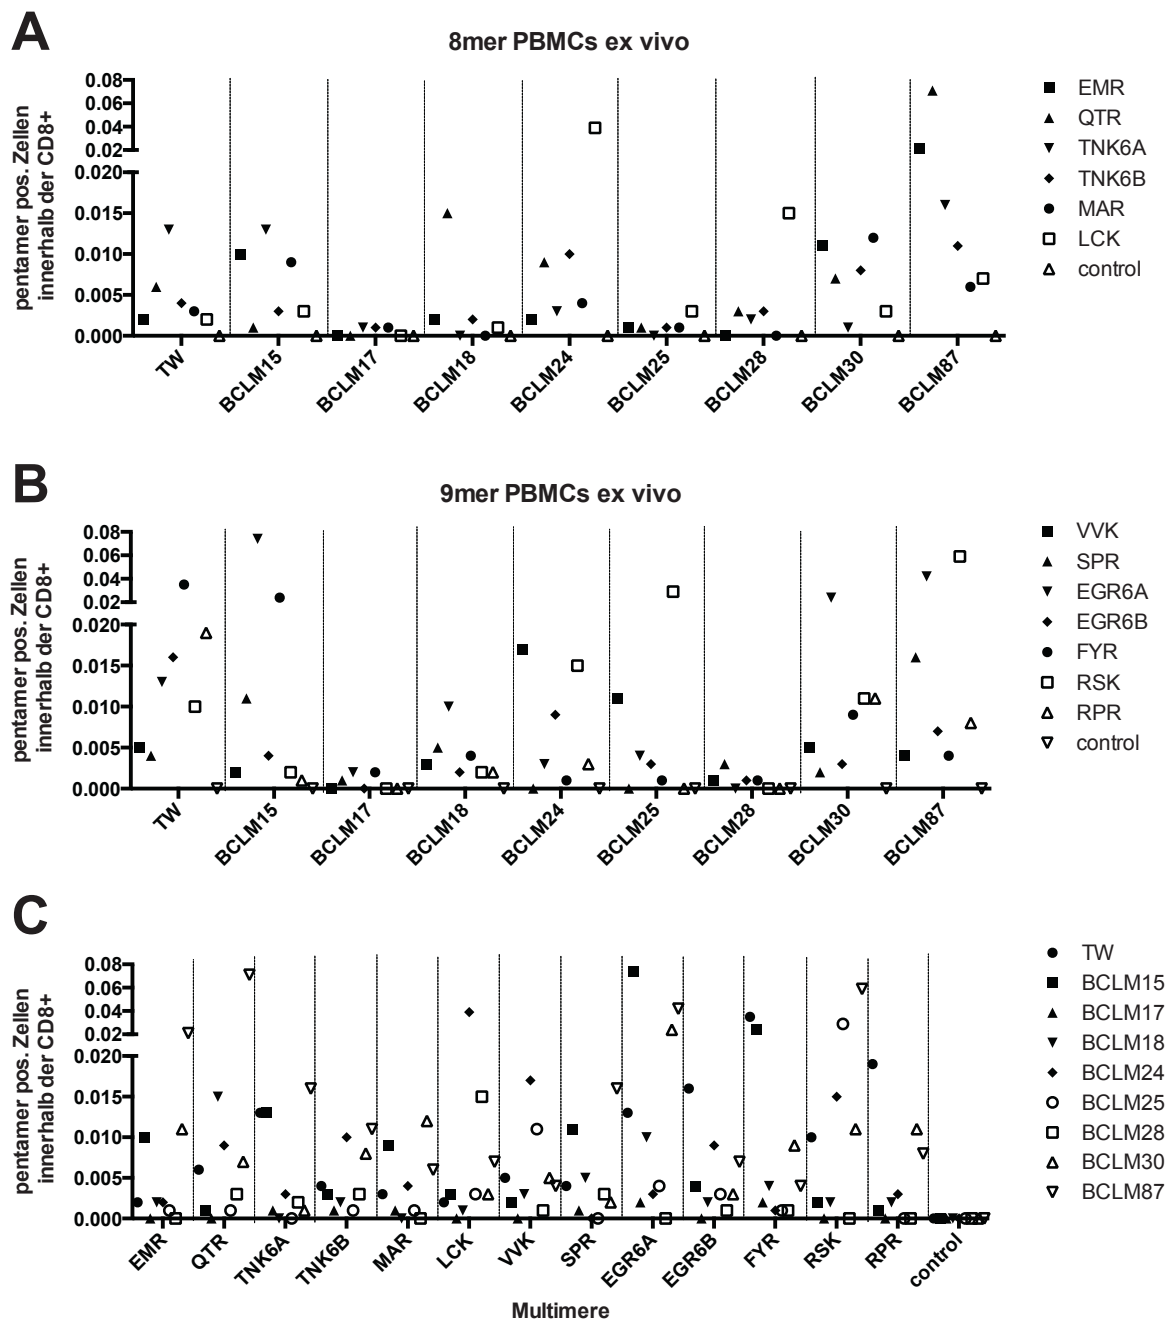 A
8mer PBMCs ex vivo
pentamer pos. Zellen
innerhalb der CD8+
0.08
0.06
0.04
0.02
0.020
0.015
0.010
0.005
0.000
TW
BCLM15
BCLM17
BCLM18
BCLM24
BCLM25
BCLM28
BCLM30
BCLM87
EMR
QTR
TNK6A
TNK6B
MAR
LCK
control
B
9mer PBMCs ex vivo
pentamer pos. Zellen
innerhalb der CD8+
0.08
0.06
0.04
0.02
0.020
0.015
0.010
0.005
0.000
TW
BCLM15
BCLM17
BCLM18
BCLM24
BCLM25
BCLM28
BCLM30
BCLM87
VVK
SPR
EGR6A
EGR6B
FYR
RSK
RPR
control
C
pentamer pos. Zellen
innerhalb der CD8+
0.08
0.06
0.04
0.02
0.020
0.015
0.010
0.005
0.000
EMR
QTR
TNK6A
TNK6B
MAR
LCK
VVK
SPR
EGR6A
EGR6B
FYR
RSK
RPR
control
Multimere
TW
BCLM15
BCLM17
BCLM18
BCLM24
BCLM25
BCLM28
BCLM30
BCLM87